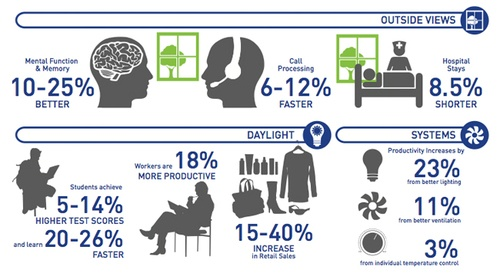 OUTSIDE VIEWS
Mental Function
& Memory
10-25%
BETTER
Call
Processing
6-12%
FASTER
Hospital
Stays
8.5%
SHORTER
DAYLIGHT
Students achieve
5-14%
HIGHER TEST SCORES
and learn 20-26%
FASTER
Workers are 18%
MORE PRODUCTIVE
15-40%
INCREASE
in Retail Sales
SYSTEMS
Productivity Increases by
23%
from better lighting
11%
from better ventilation
3%
from individual temperature control